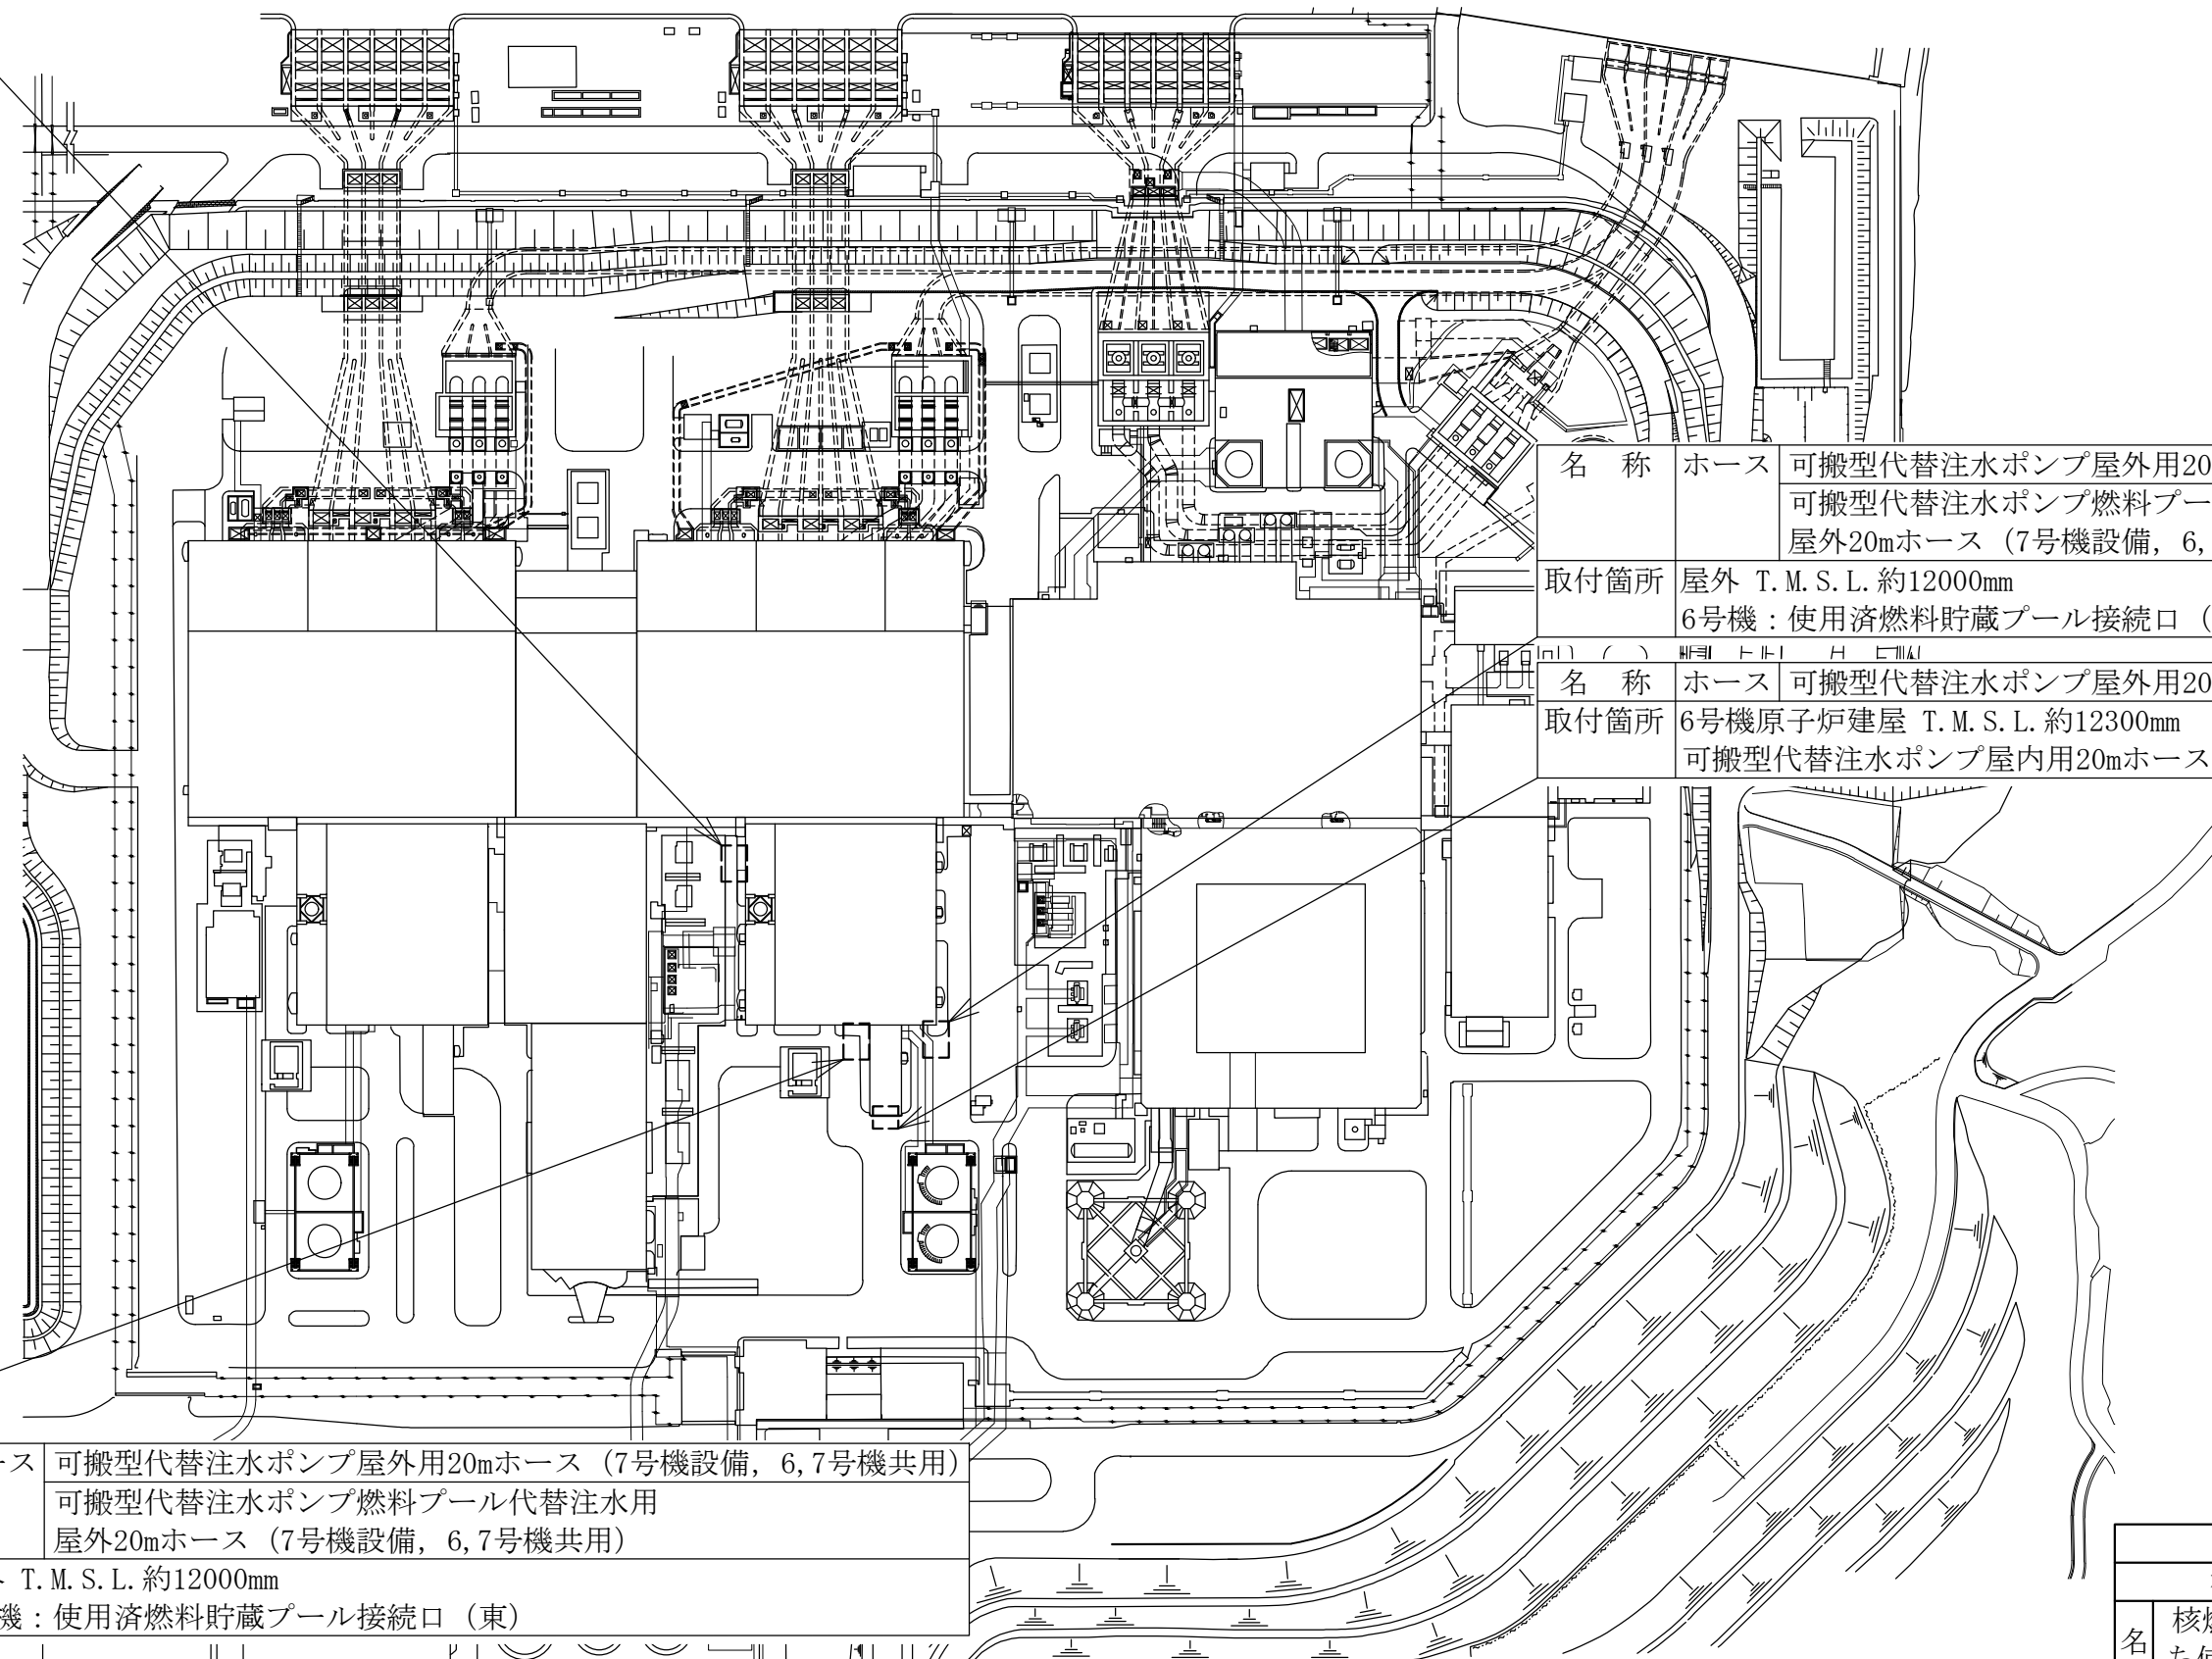 名 称 ホース 可搬型代替注水ポンプ屋外用20
可搬型代替注水ポンプ燃料プー
屋外20mホース (7号機設備, 6,
取付箇所 屋外 T.M.S.L.約12000mm
6号機：使用済燃料貯蔵プール接続口 (
名 称 ホース 可搬型代替注水ポンプ屋外用20
取付箇所 6号機原子炉建屋 T.M.S.L.約12300mm
可搬型代替注水ポンプ屋内用20mホース
ース 可搬型代替注水ポンプ屋外用20mホース (7号機設備, 6,7号機共用)
可搬型代替注水ポンプ燃料プール代替注水用
屋外20mホース (7号機設備, 6,7号機共用)
T.M.S.L.約12000mm
機：使用済燃料貯蔵プール接続口 (東)
名 核